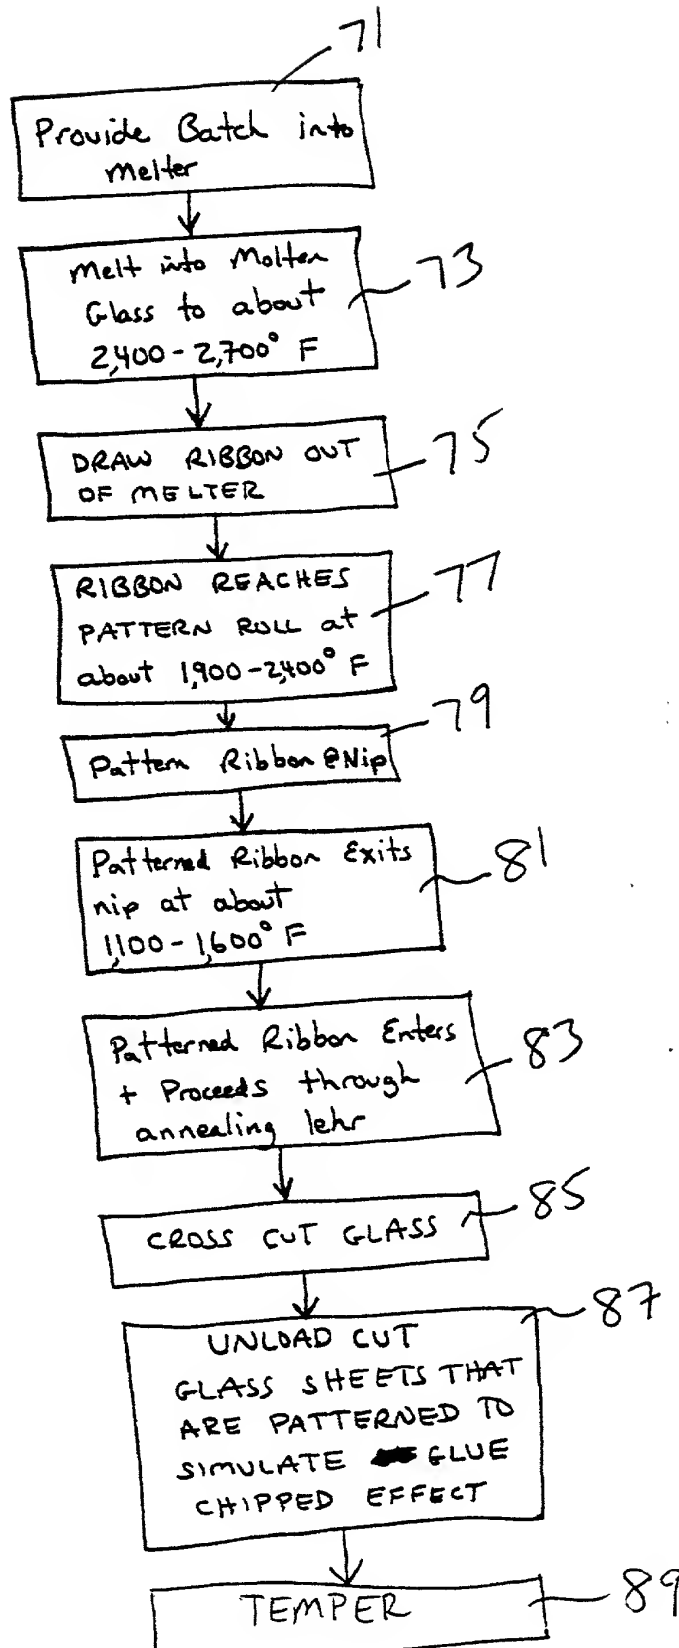 71
Provide Batch into
Melter
Melt into Molten
Glass to about
2,400-2,700° F
73
DRAW RIBBON OUT
OF MELTER
75
RIBBON REACHES
PATTERN ROLL at
about 1,900-2,400° F
77
79
Pattern Ribbon @Nip
Patterned Ribbon Exits
nip at about
1,100-1,600° F
81
Patterned Ribbon Enters
+ Proceeds through
annealing lehr
83
CROSS CUT GLASS
85
87
UNLOAD CUT
GLASS SHEETS THAT
ARE PATTERNED TO
SIMULATE GLUE
CHIPPED EFFECT
TEMPER
89